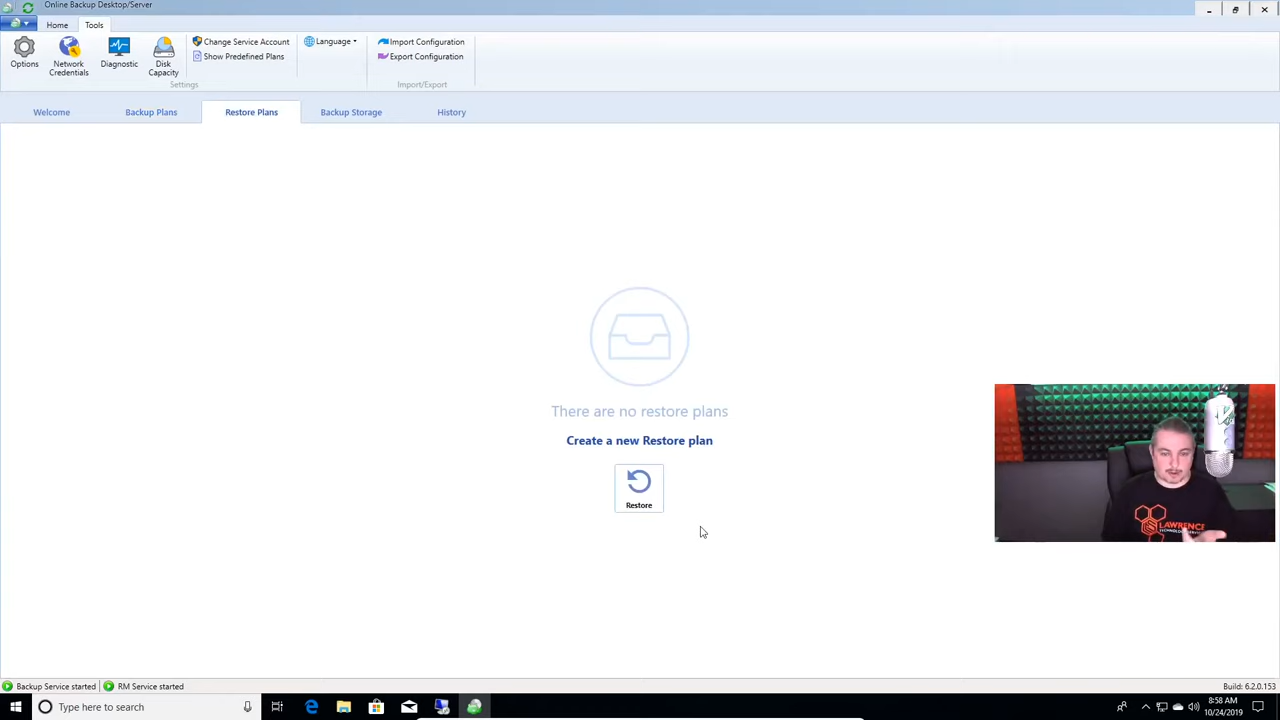 Online Backup Desktop/Server
Home Tools
Options
Network Credentials
Diagnostic
Disk Capacity
Change Service Account
Show Predefined Plans
Language
Import Configuration
Export Configuration
Settings
Import/Export
Welcome Backup Plans Restore Plans Backup Storage History
There are no restore plans
Create a new Restore plan
Restore
LAWRENCE
Backup Service started RM Service started Build: 6.2.0.153
Type here to search
8:58 AM
10/24/2019